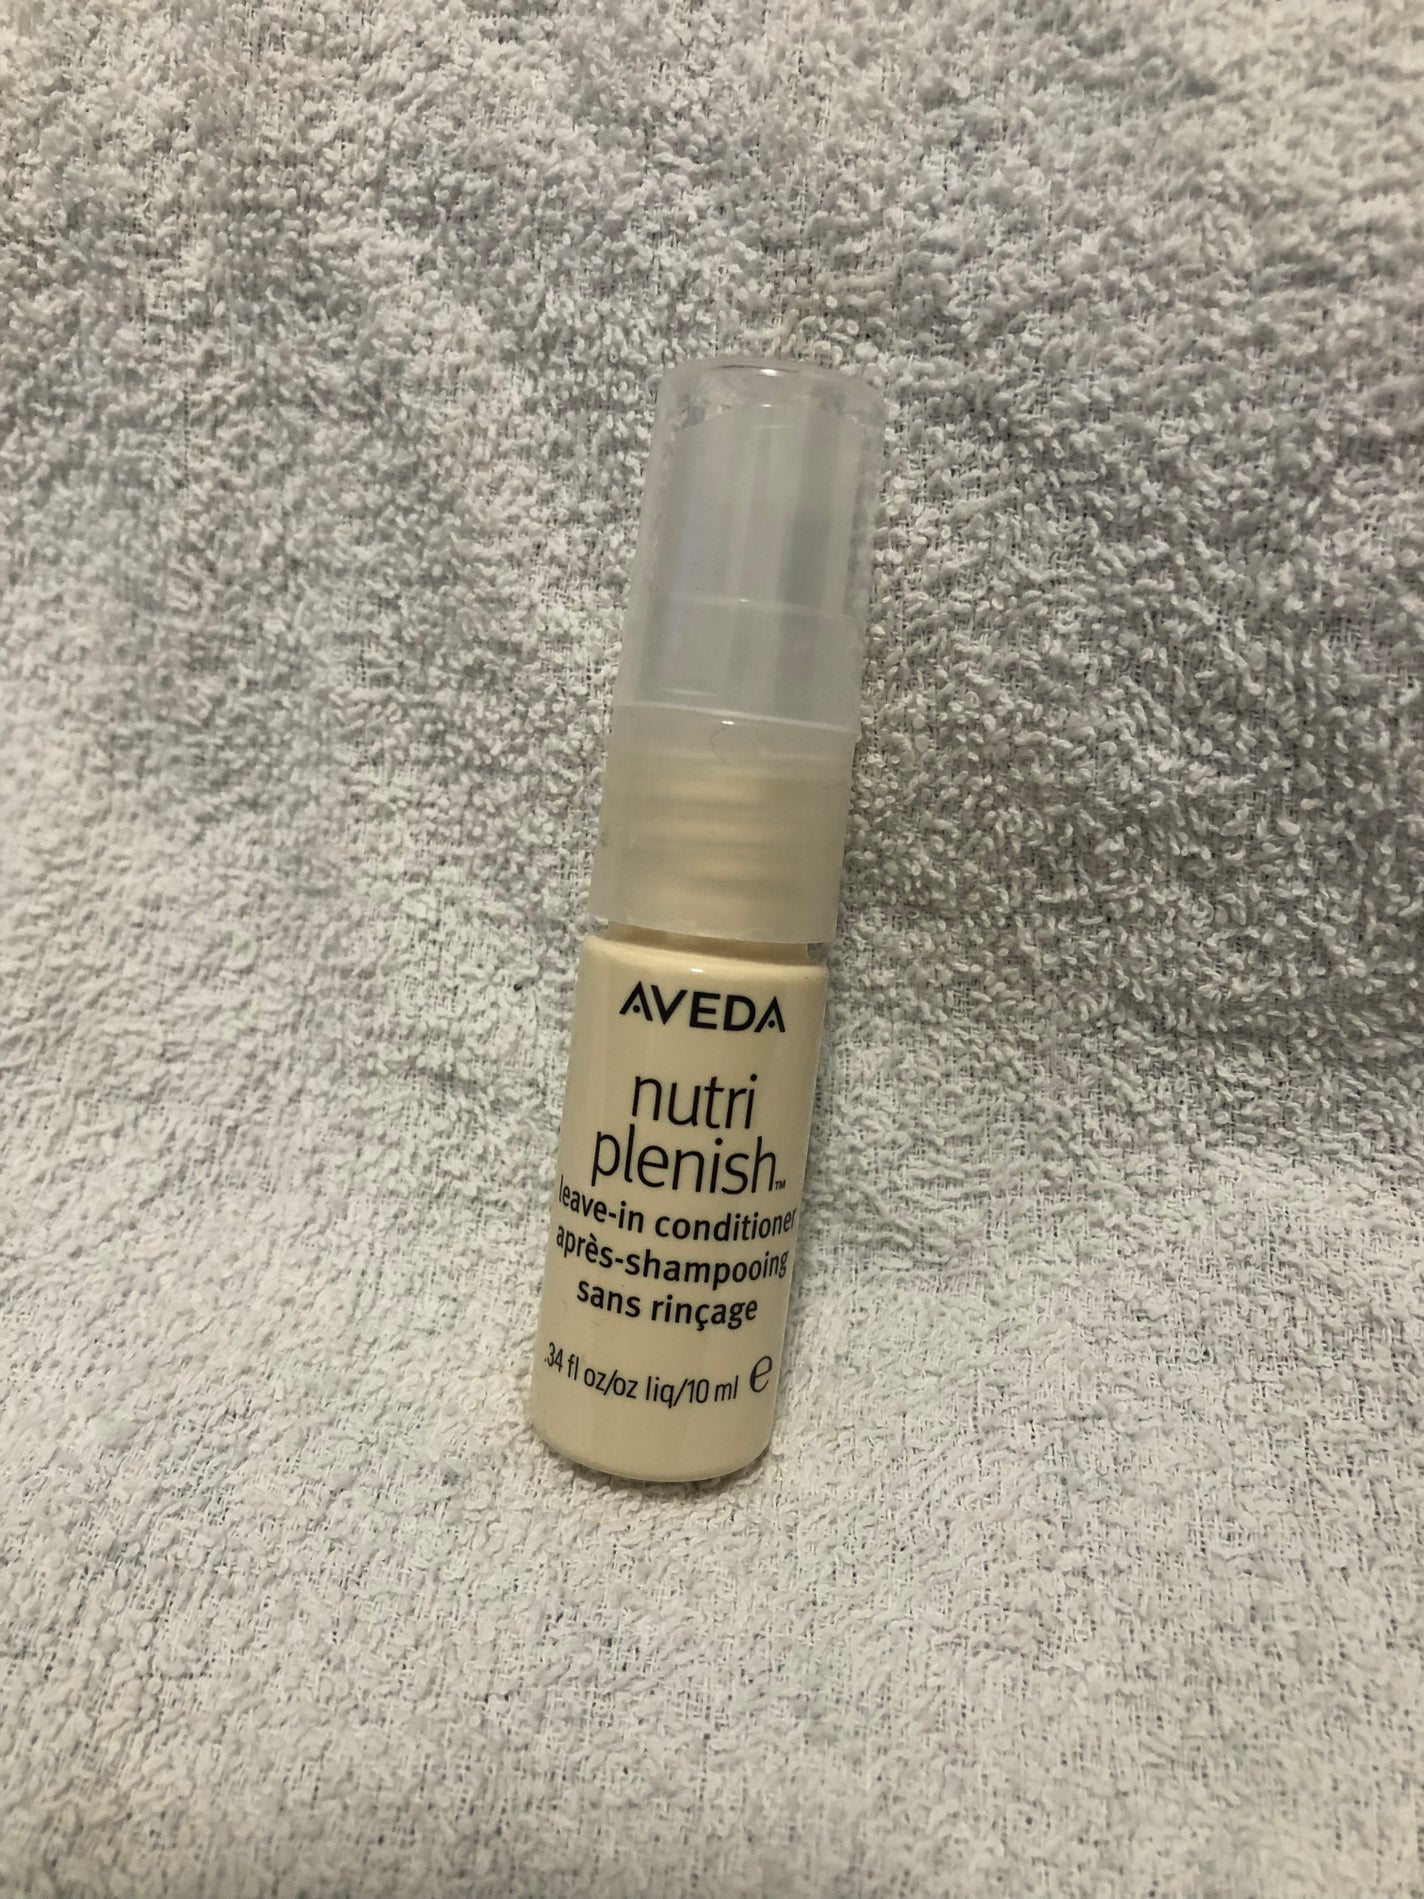 AVEDA
nutri
plenish™
leave-in conditioner
après-shampooing
sans rinçage
.34 fl oz/oz liq/10 ml ℮